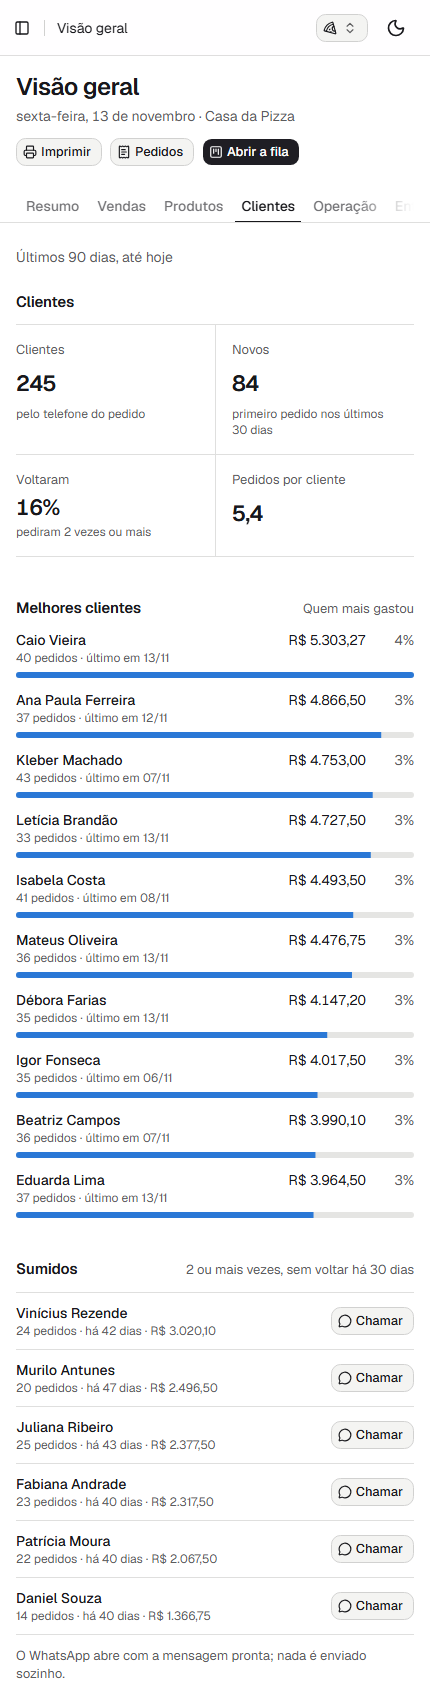 Visão geral
Visão geral
sexta-feira, 13 de novembro · Casa da Pizza
Imprimir Pedidos Abrir a fila
Resumo Vendas Produtos Clientes Operação
Últimos 90 dias, até hoje
Clientes
Clientes
245
pelo telefone do pedido
Novos
84
primeiro pedido nos últimos
30 dias
Voltaram
16%
pediram 2 vezes ou mais
Pedidos por cliente
5,4
Melhores clientes Quem mais gastou
Caio Vieira R$ 5.303,27 4%
40 pedidos · último em 13/11
Ana Paula Ferreira R$ 4.866,50 3%
37 pedidos · último em 12/11
Kleber Machado R$ 4.753,00 3%
43 pedidos · último em 07/11
Letícia Brandão R$ 4.727,50 3%
33 pedidos · último em 13/11
Isabela Costa R$ 4.493,50 3%
41 pedidos · último em 08/11
Mateus Oliveira R$ 4.476,75 3%
36 pedidos · último em 13/11
Débora Farias R$ 4.147,20 3%
35 pedidos · último em 13/11
Igor Fonseca R$ 4.017,50 3%
35 pedidos · último em 06/11
Beatriz Campos R$ 3.990,10 3%
36 pedidos · último em 07/11
Eduarda Lima R$ 3.964,50 3%
37 pedidos · último em 13/11
Sumidos 2 ou mais vezes, sem voltar há 30 dias
Vinícius Rezende Chamar
24 pedidos · há 42 dias · R$ 3.020,10
Murilo Antunes Chamar
20 pedidos · há 47 dias · R$ 2.496,50
Juliana Ribeiro Chamar
25 pedidos · há 43 dias · R$ 2.377,50
Fabiana Andrade Chamar
23 pedidos · há 40 dias · R$ 2.317,50
Patrícia Moura Chamar
22 pedidos · há 40 dias · R$ 2.067,50
Daniel Souza Chamar
14 pedidos · há 40 dias · R$ 1.366,75
O WhatsApp abre com a mensagem pronta; nada é enviado
sozinho.